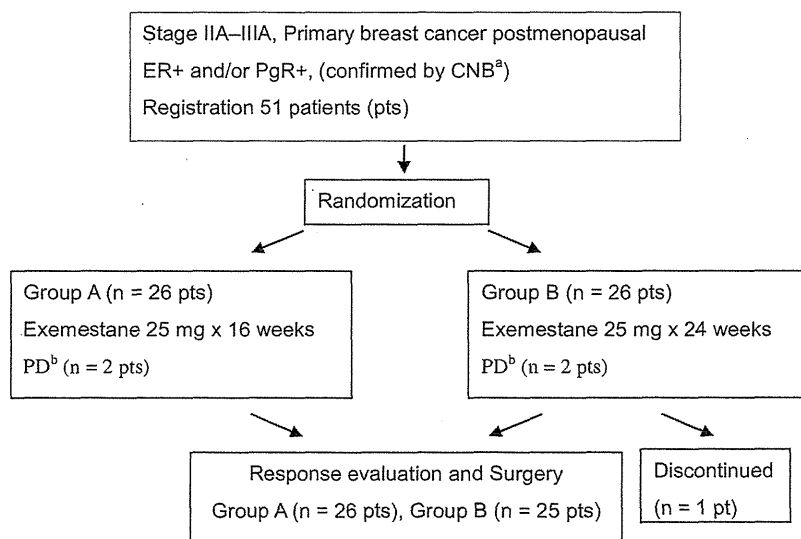 Stage IIA–IIIA, Primary breast cancer postmenopausal
ER+ and/or PgR+, (confirmed by CNBᵃ)
Registration 51 patients (pts)
Randomization
Group A (n = 26 pts)
Exemestane 25 mg x 16 weeks
PDᵇ (n = 2 pts)
Group B (n = 26 pts)
Exemestane 25 mg x 24 weeks
PDᵇ (n = 2 pts)
Response evaluation and Surgery
Group A (n = 26 pts), Group B (n = 25 pts)
Discontinued
(n = 1 pt)